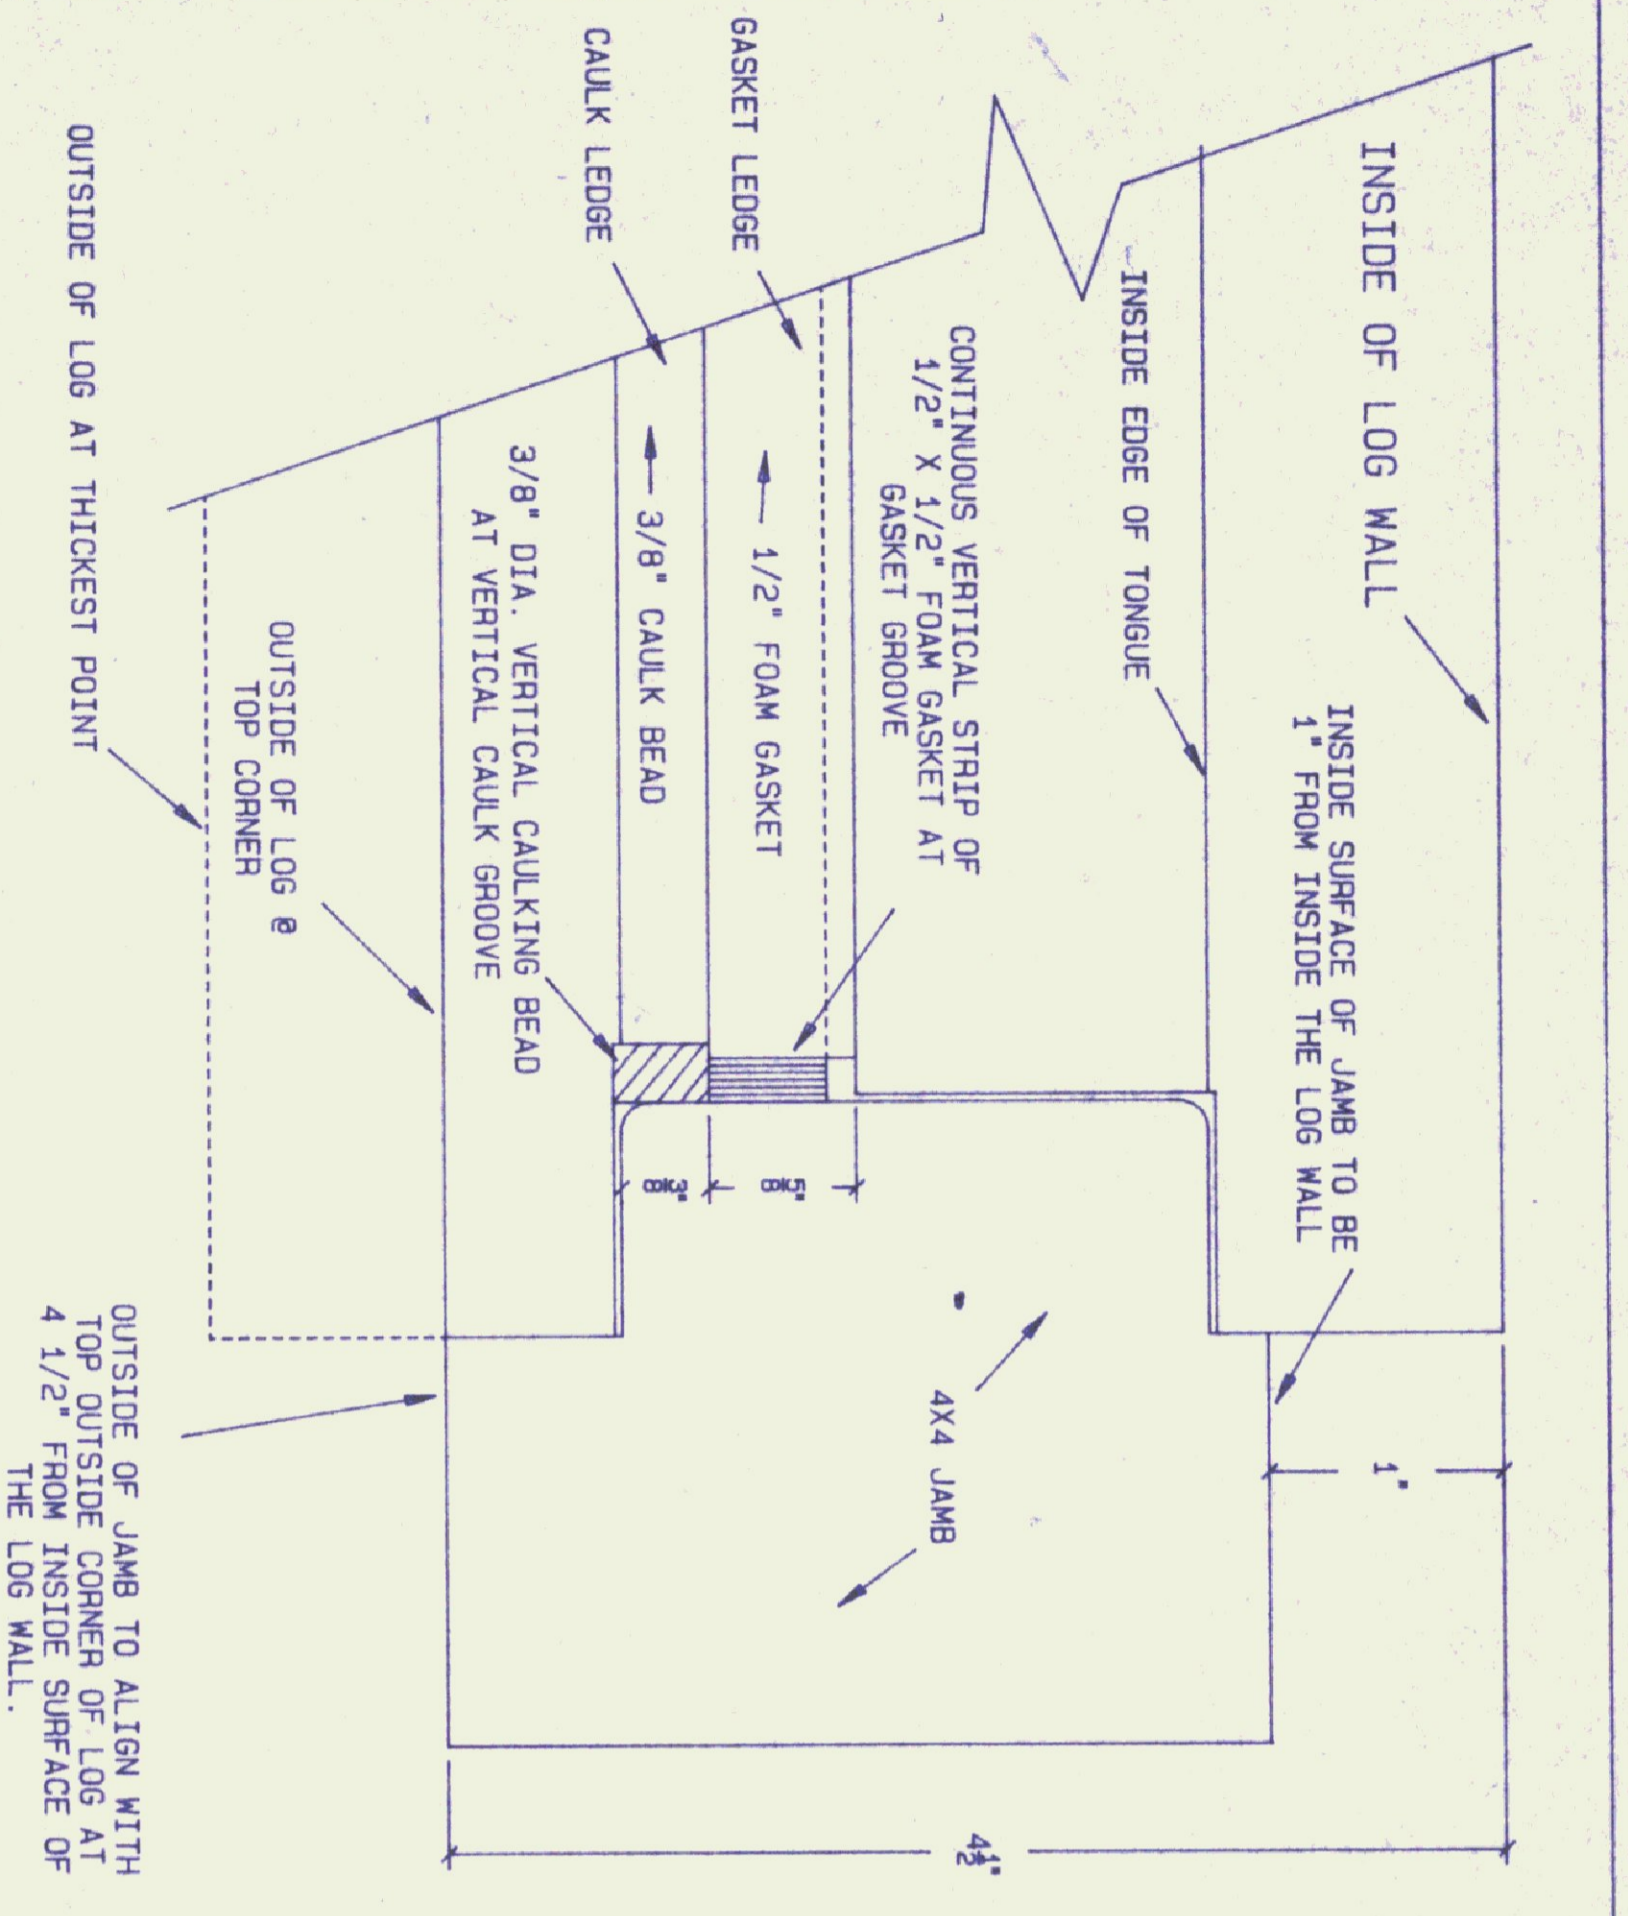 INSIDE OF LOG WALL
INSIDE SURFACE OF JAMB TO BE
1" FROM INSIDE THE LOG WALL
1"
INSIDE EDGE OF TONGUE
CONTINUOUS VERTICAL STRIP OF
1/2" X 1/2" FOAM GASKET AT
GASKET GROOVE
4X4 JAMB
4 1/2"
GASKET LEDGE
1/2" FOAM GASKET
5/8"
CAULK LEDGE
3/8" CAULK BEAD
3/8"
3/8" DIA. VERTICAL CAULKING BEAD
AT VERTICAL CAULK GROOVE
OUTSIDE OF LOG @
TOP CORNER
OUTSIDE OF LOG AT THICKEST POINT
OUTSIDE OF JAMB TO ALIGN WITH
TOP OUTSIDE CORNER OF LOG AT
4 1/2" FROM INSIDE SURFACE OF
THE LOG WALL.